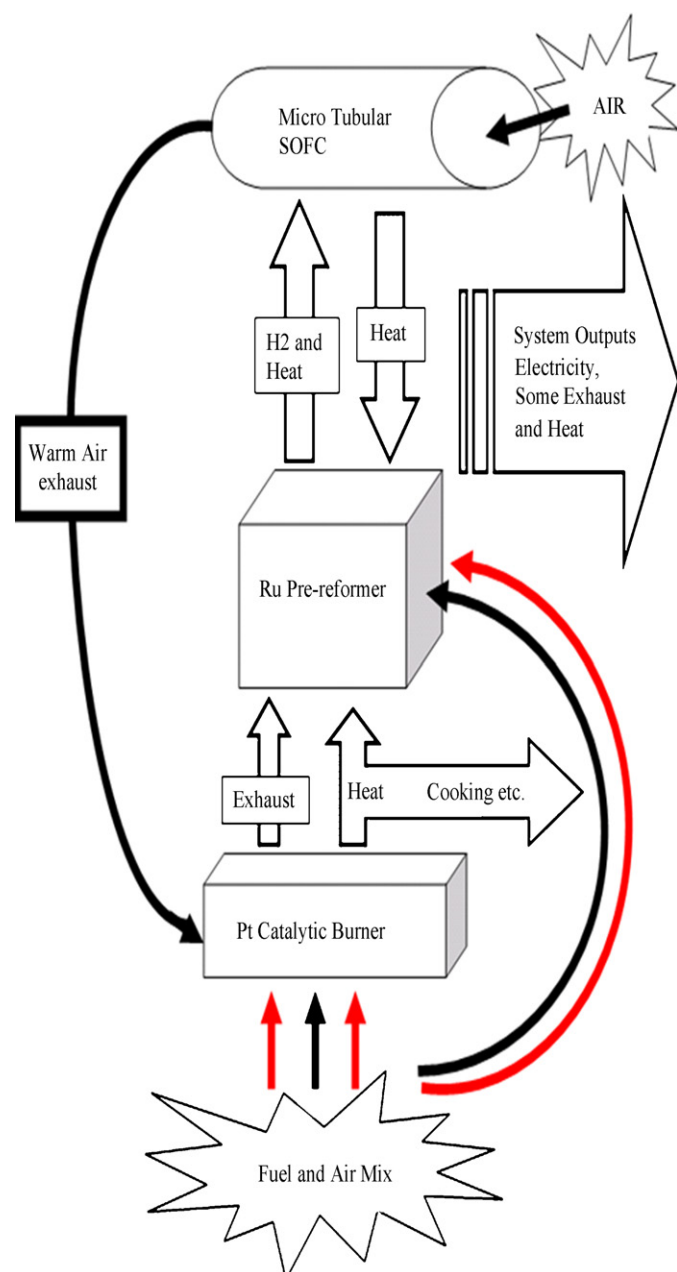 Micro Tubular
SOFC
AIR
H2 and
Heat
Heat
System Outputs
Electricity,
Some Exhaust
and Heat
Warm Air
exhaust
Ru Pre-reformer
Exhaust
Heat
Cooking etc.
Pt Catalytic Burner
Fuel and Air Mix